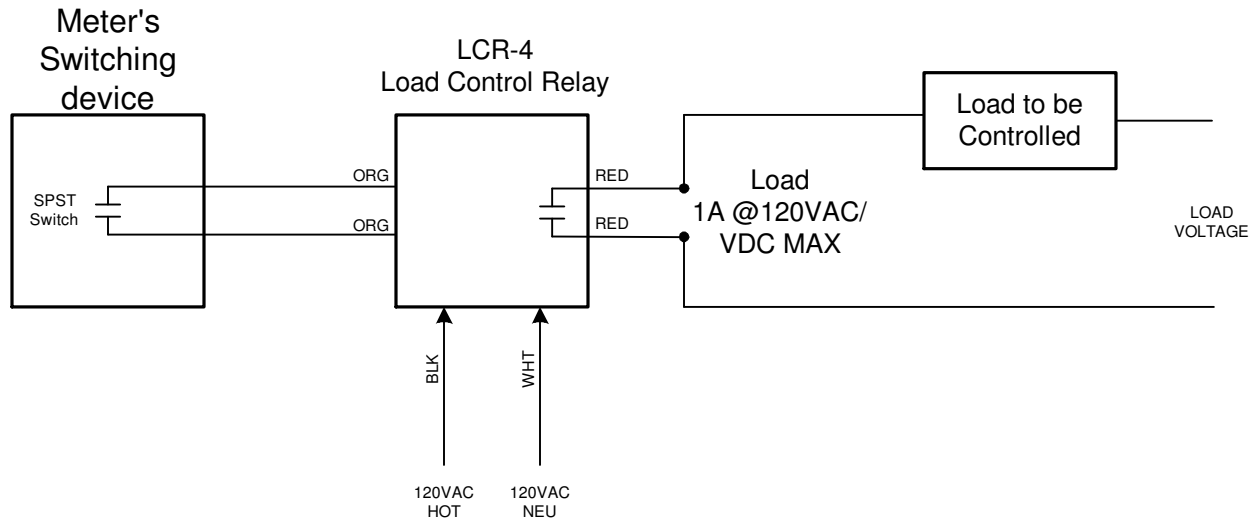 Meter's
Switching
device
LCR-4
Load Control Relay
Load to be
Controlled
SPST
Switch
ORG
ORG
RED
RED
Load
1A @120VAC/
VDC MAX
LOAD
VOLTAGE
BLK
WHT
120VAC
HOT
120VAC
NEU